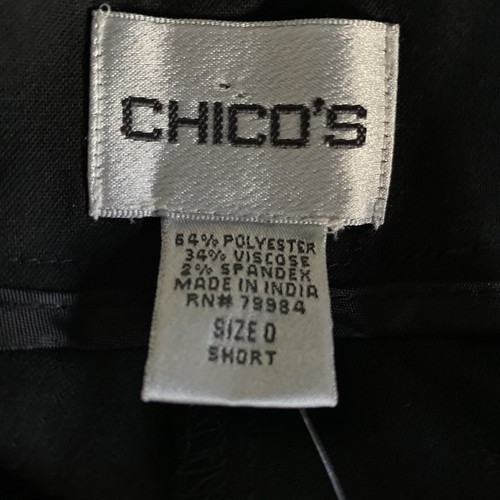 CHICO'S
64% POLYESTER
34% VISCOSE
2% SPANDEX
MADE IN INDIA
RN# 79984
SIZE 0
SHORT